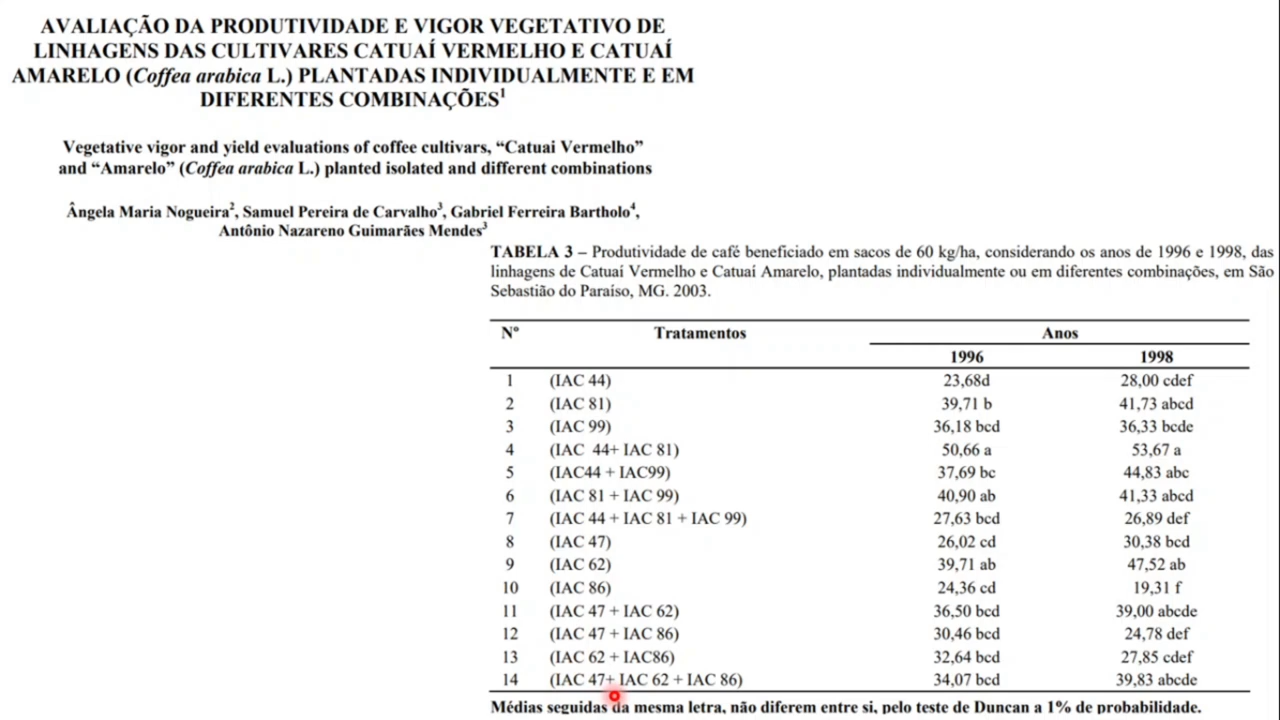 AVALIAÇÃO DA PRODUTIVIDADE E VIGOR VEGETATIVO DE
LINHAGENS DAS CULTIVARES CATUAÍ VERMELHO E CATUAÍ
AMARELO (Coffea arabica L.) PLANTADAS INDIVIDUALMENTE E EM
DIFERENTES COMBINAÇÕES¹
Vegetative vigor and yield evaluations of coffee cultivars, “Catuai Vermelho”
and “Amarelo” (Coffea arabica L.) planted isolated and different combinations
Ângela Maria Nogueira², Samuel Pereira de Carvalho³, Gabriel Ferreira Bartholo⁴,
Antônio Nazareno Guimarães Mendes³
TABELA 3 – Produtividade de café beneficiado em sacos de 60 kg/ha, considerando os anos de 1996 e 1998, das
linhagens de Catuaí Vermelho e Catuaí Amarelo, plantadas individualmente ou em diferentes combinações, em São
Sebastião do Paraíso, MG. 2003.
Nº Tratamentos Anos
1996 1998
1 (IAC 44) 23,68d 28,00 cdef
2 (IAC 81) 39,71 b 41,73 abcd
3 (IAC 99) 36,18 bcd 36,33 bcde
4 (IAC 44+ IAC 81) 50,66 a 53,67 a
5 (IAC44 + IAC99) 37,69 bc 44,83 abc
6 (IAC 81 + IAC 99) 40,90 ab 41,33 abcd
7 (IAC 44 + IAC 81 + IAC 99) 27,63 bcd 26,89 def
8 (IAC 47) 26,02 cd 30,38 bcd
9 (IAC 62) 39,71 ab 47,52 ab
10 (IAC 86) 24,36 cd 19,31 f
11 (IAC 47 + IAC 62) 36,50 bcd 39,00 abcde
12 (IAC 47 + IAC 86) 30,46 bcd 24,78 def
13 (IAC 62 + IAC86) 32,64 bcd 27,85 cdef
14 (IAC 47+ IAC 62 + IAC 86) 34,07 bcd 39,83 abcde
Médias seguidas da mesma letra, não diferem entre si, pelo teste de Duncan a 1% de probabilidade.